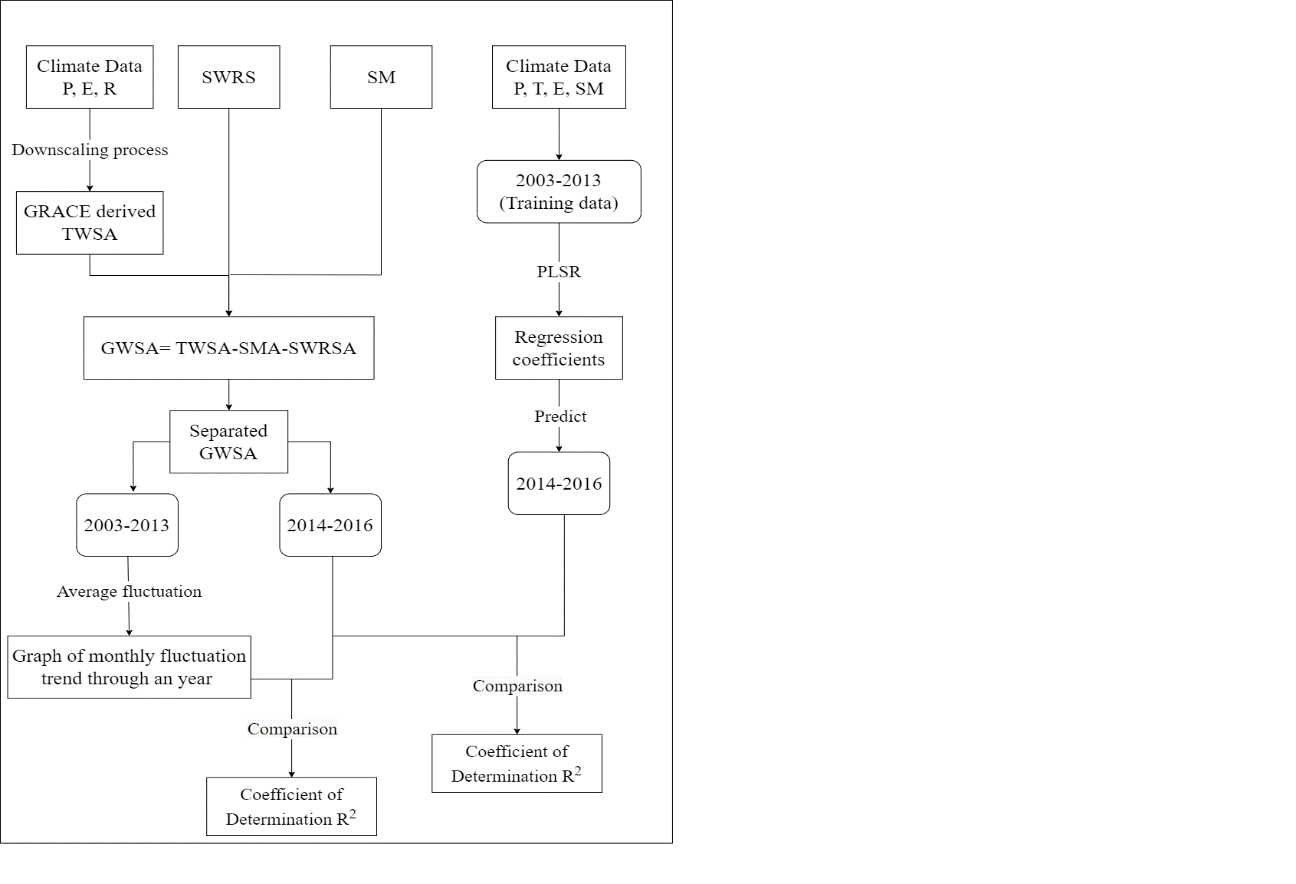 Climate Data
P, E, R
SWRS
SM
Climate Data
P, T, E, SM
Downscaling process
GRACE derived
TWSA
2003-2013
(Training data)
PLSR
GWSA= TWSA-SMA-SWRSA
Regression
coefficients
Predict
Separated
GWSA
2014-2016
2003-2013
2014-2016
Average fluctuation
Graph of monthly fluctuation
trend through an year
Comparison
Comparison
Coefficient of
Determination R²
Coefficient of
Determination R²